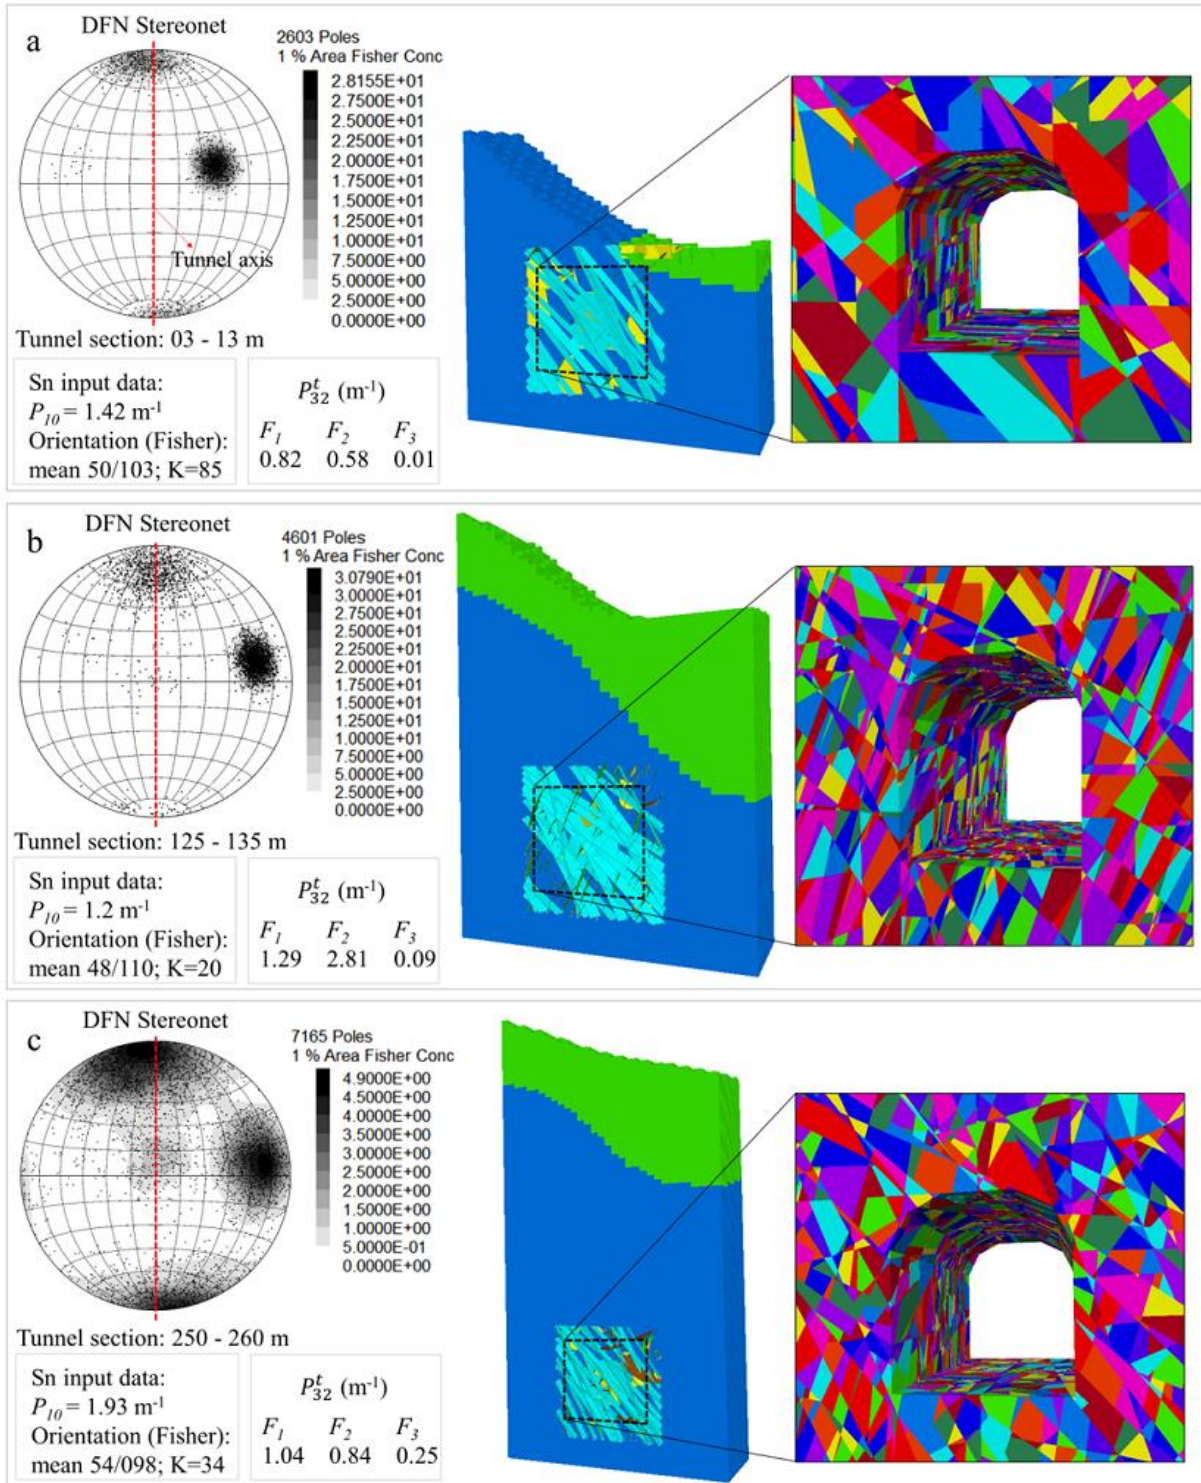 a
DFN Stereonet
2603 Poles
1 % Area Fisher Conc
2.8155E+01
2.7500E+01
2.5000E+01
2.2500E+01
2.0000E+01
1.7500E+01
1.5000E+01
1.2500E+01
1.0000E+01
7.5000E+00
5.0000E+00
2.5000E+00
0.0000E+00
Tunnel axis
Tunnel section: 03 - 13 m
Sn input data:
P10 = 1.42 m-1
Orientation (Fisher):
mean 50/103; K=85
Pt32 (m-1)
F1 F2 F3
0.82 0.58 0.01
b
DFN Stereonet
4601 Poles
1 % Area Fisher Conc
3.0790E+01
3.0000E+01
2.7500E+01
2.5000E+01
2.2500E+01
2.0000E+01
1.7500E+01
1.5000E+01
1.2500E+01
1.0000E+01
7.5000E+00
5.0000E+00
2.5000E+00
0.0000E+00
Tunnel section: 125 - 135 m
Sn input data:
P10 = 1.2 m-1
Orientation (Fisher):
mean 48/110; K=20
Pt32 (m-1)
F1 F2 F3
1.29 2.81 0.09
c
DFN Stereonet
7165 Poles
1 % Area Fisher Conc
4.9000E+00
4.5000E+00
4.0000E+00
3.5000E+00
3.0000E+00
2.5000E+00
2.0000E+00
1.5000E+00
1.0000E+00
5.0000E-01
0.0000E+00
Tunnel section: 250 - 260 m
Sn input data:
P10 = 1.93 m-1
Orientation (Fisher):
mean 54/098; K=34
Pt32 (m-1)
F1 F2 F3
1.04 0.84 0.25